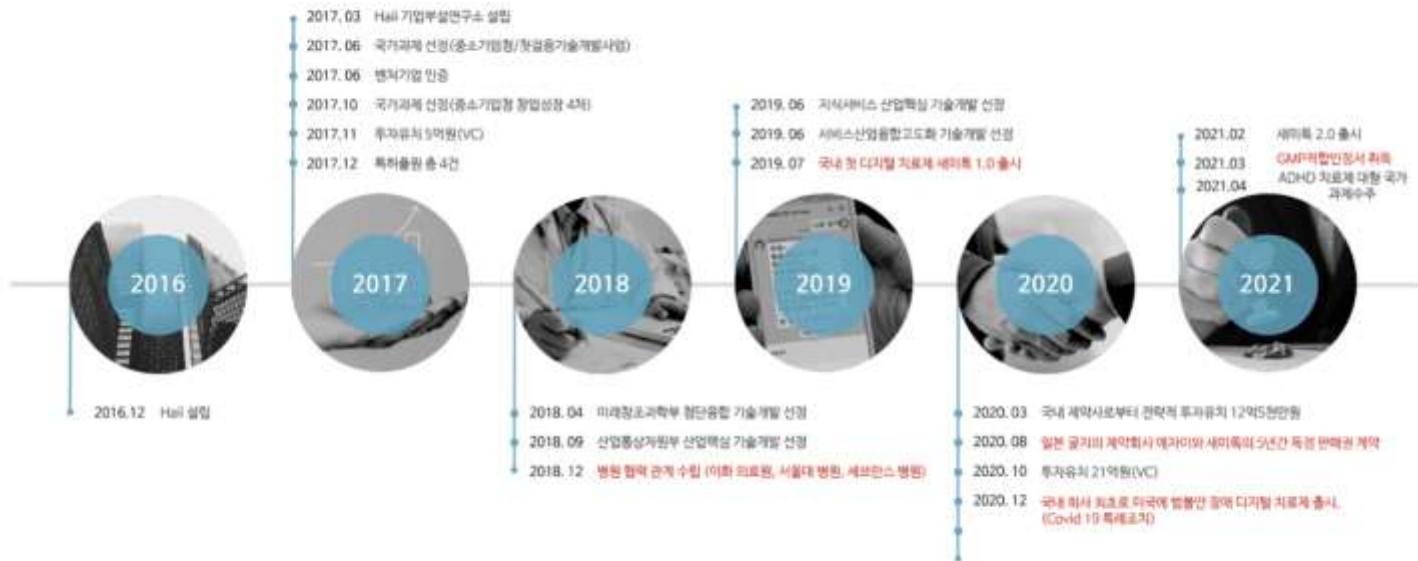 2017. 03 Haii 기업부설연구소 설립
2017. 06 국가과제 선정(중소기업청/첫걸음기술개발사업)
2017. 06 벤처기업 인증
2017.10 국가과제 선정(중소기업청 창업성장 4차)
2017.11 투자유치 5억원(VC)
2017.12 특허출원 총 4건
2019. 06 지식서비스 산업핵심 기술개발 선정
2019. 06 서비스산업융합고도화 기술개발 선정
2019. 07 국내 첫 디지털 치료제 새미톡 1.0 출시
2021.02 새미톡 2.0 출시
2021.03 GMP적합인정서 취득
2021.04 ADHD 치료제 대형 국가
과제수주
2016
2017
2018
2019
2020
2021
2016.12 Haii 설립
2018. 04 미래창조과학부 첨단융합 기술개발 선정
2018. 09 산업통상자원부 산업핵심 기술개발 선정
2018. 12 병원 협력 관계 수립 (이화 의료원, 서울대 병원, 세브란스 병원)
2020. 03 국내 제약사로부터 전략적 투자유치 12억5천만원
2020. 08 일본 굴지의 제약회사 에자이와 새미톡의 5년간 독점 판매권 계약
2020. 10 투자유치 21억원(VC)
2020. 12 국내 회사 최초로 미국에 범불안 장애 디지털 치료제 출시.
(Covid 19 특례조치)